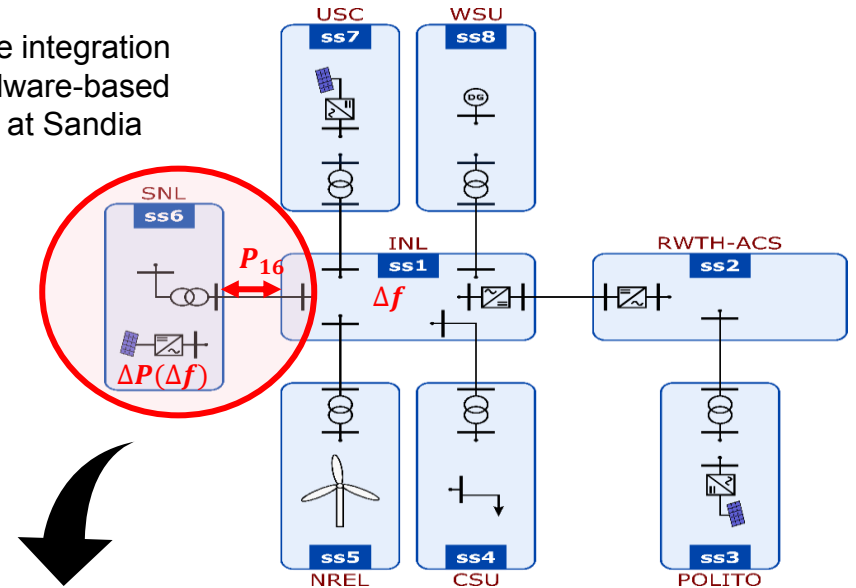 e integration
ware-based
at Sandia
USC
ss7
WSU
ss8
DG
SNL
ss6
P₁₆
ΔP(Δf)
INL
ss1
Δf
RWTH-ACS
ss2
ss5
NREL
ss4
CSU
ss3
POLITO